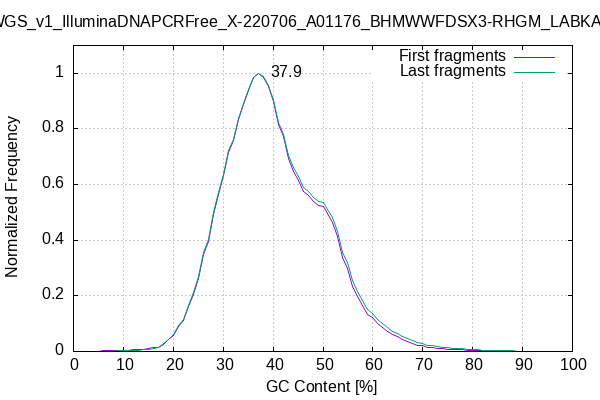 WGS_v1_IlluminaDNAPCRFree_X-220706_A01176_BHMWWFDSX3-RHGM_LABKA
First fragments
Last fragments
37.9
1
0.8
0.6
0.4
0.2
0
Normalized Frequency
0 10 20 30 40 50 60 70 80 90 100
GC Content [%]